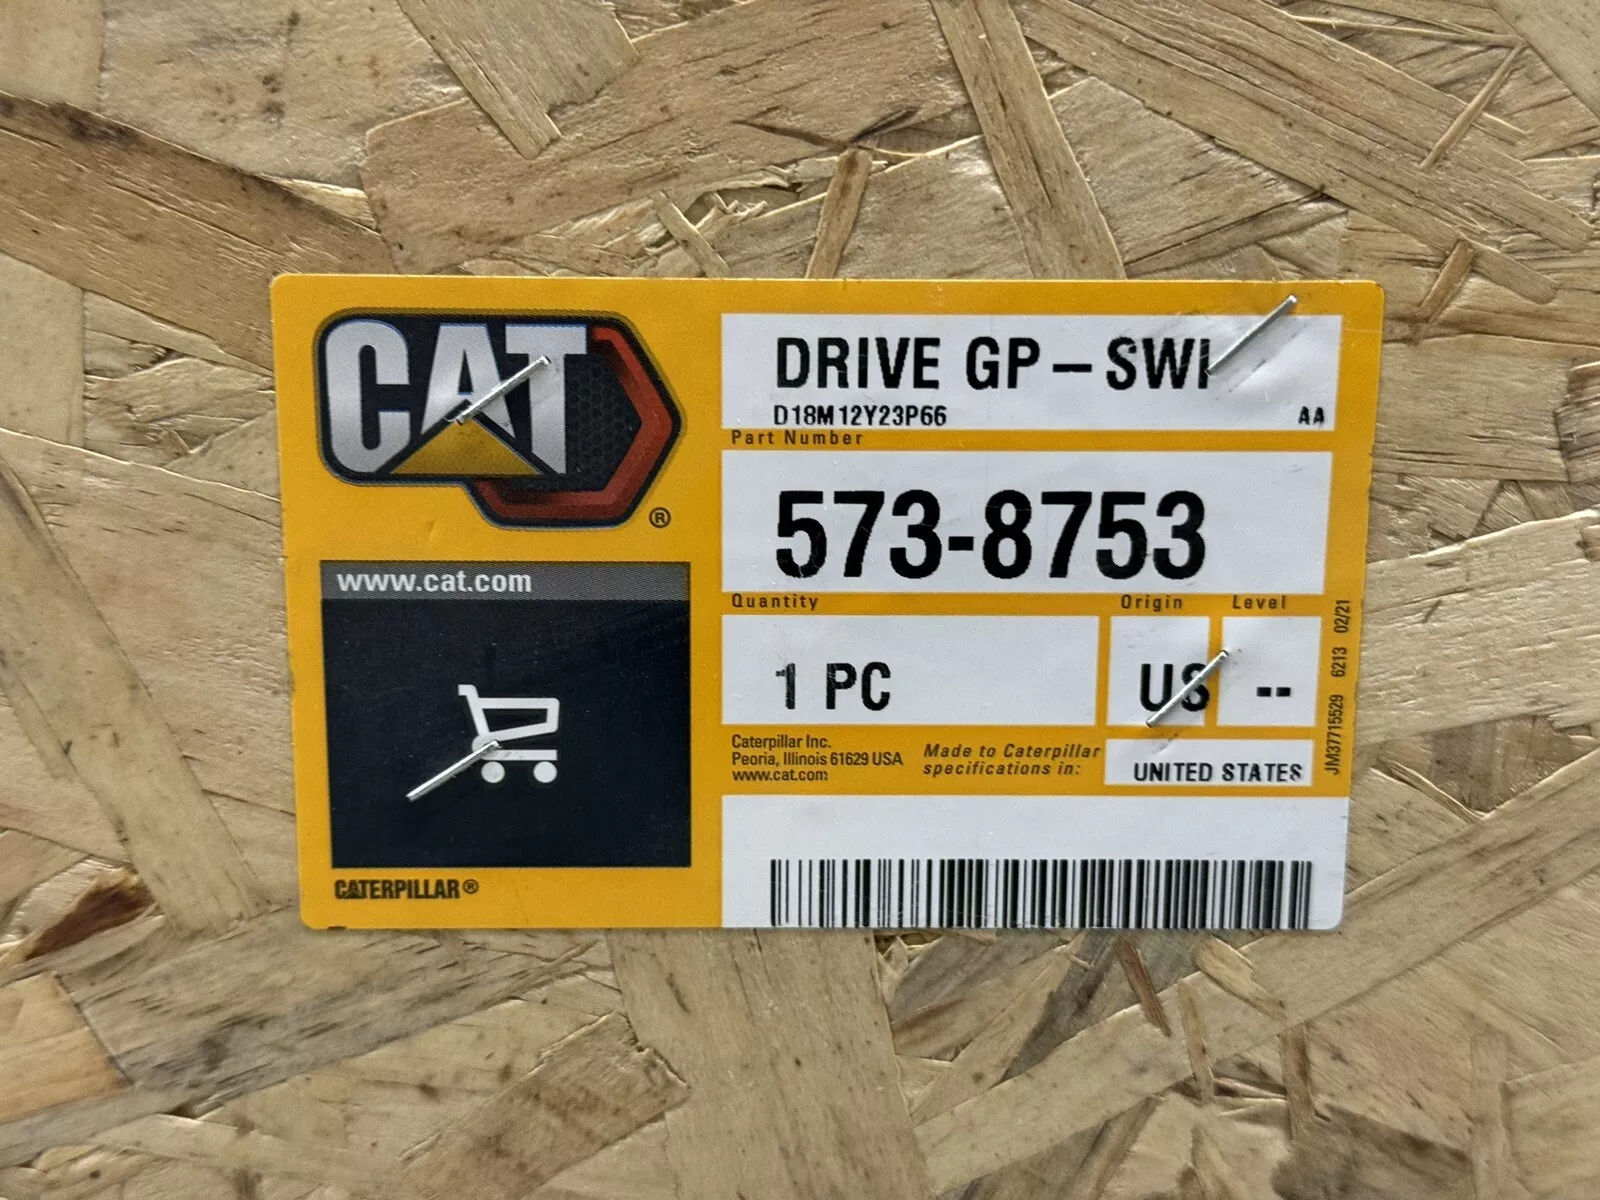 CAT
®
www.cat.com
CATERPILLAR®
DRIVE GP-SWI
D18M12Y23P66 AA
Part Number
573-8753
Quantity Origin Level
1 PC US --
Caterpillar Inc.
Peoria, Illinois 61629 USA
www.cat.com
Made to Caterpillar
specifications in:
UNITED STATES
JM37715529 6213 02/21